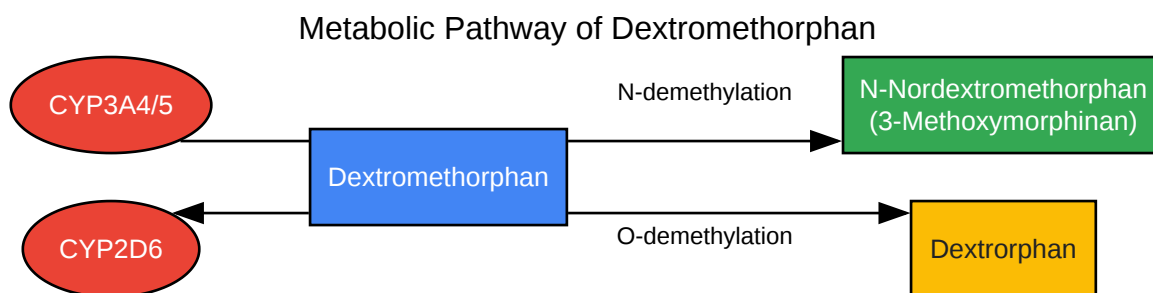 Metabolic Pathway of Dextromethorphan
CYP3A4/5
N-demethylation
N-Nordextromethorphan
(3-Methoxymorphinan)
Dextromethorphan
CYP2D6
O-demethylation
Dextrorphan